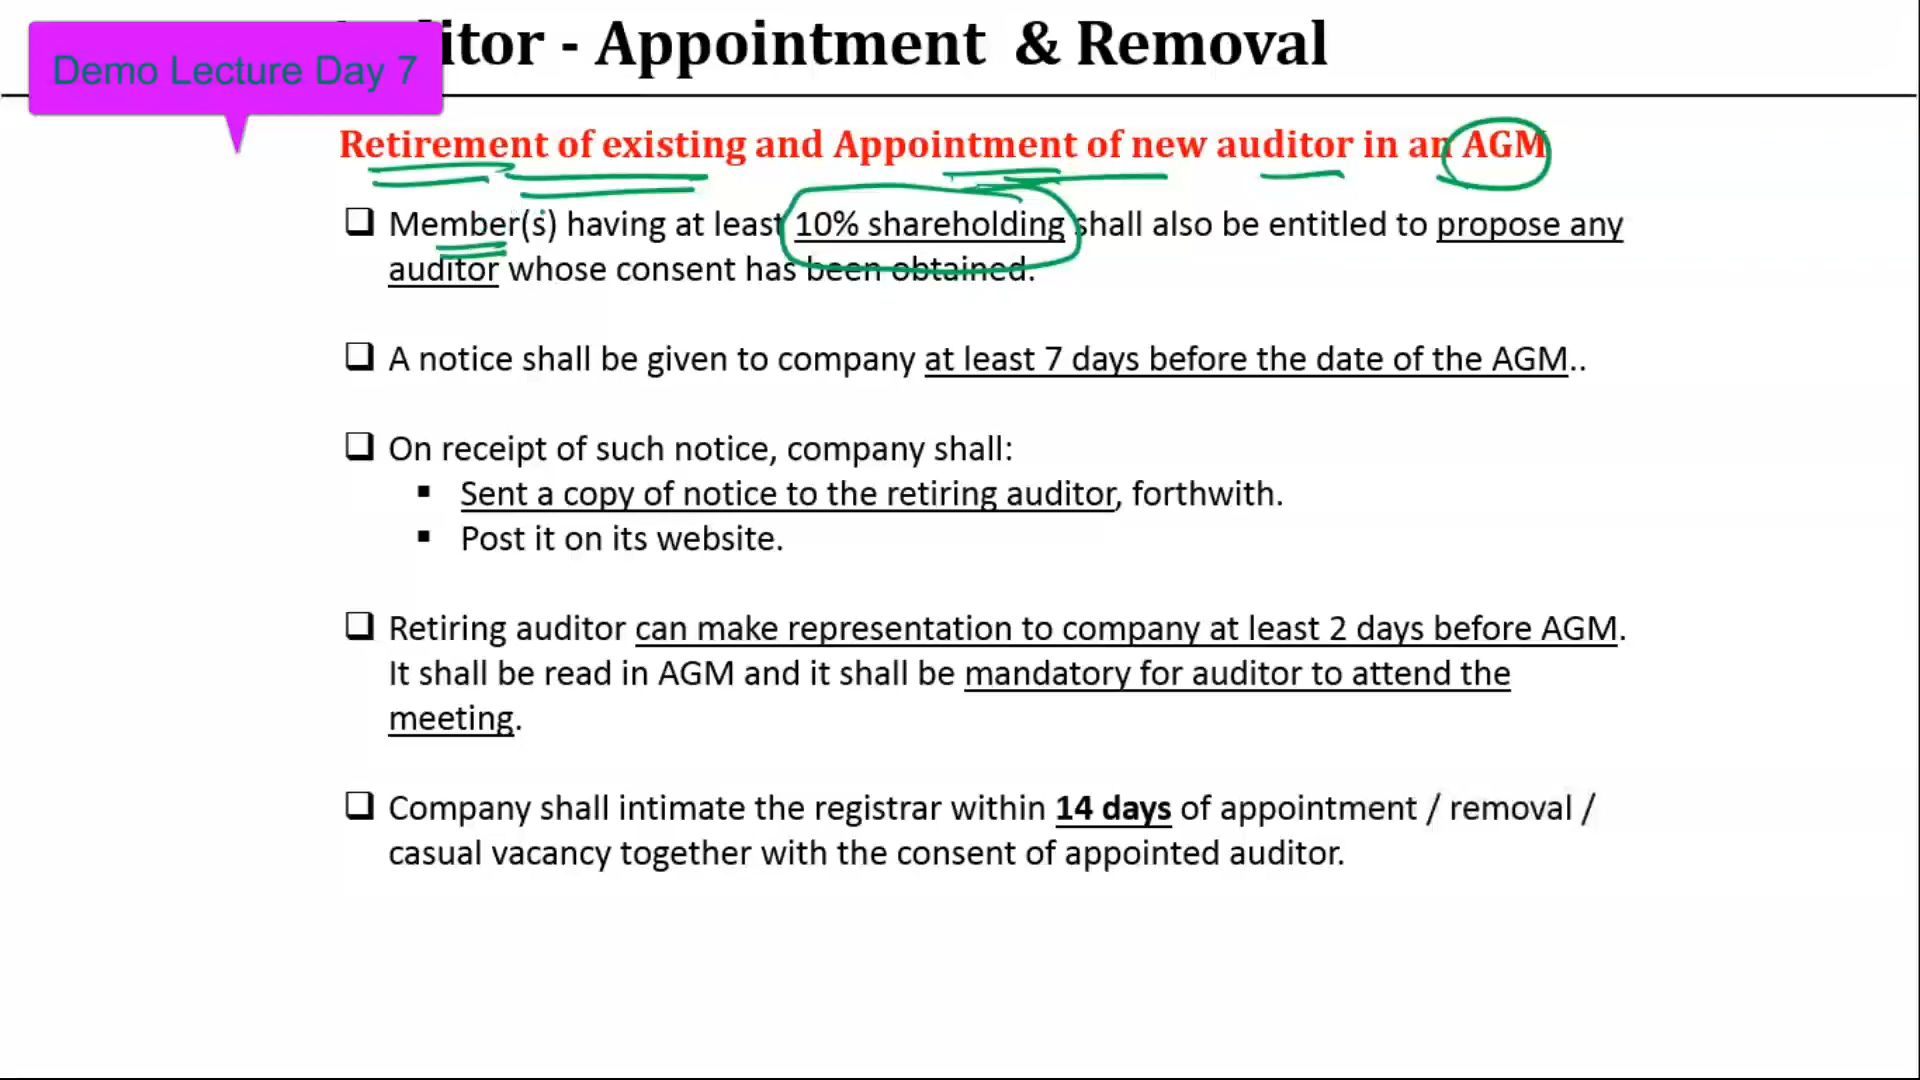 Demo Lecture Day 7
itor - Appointment & Removal
Retirement of existing and Appointment of new auditor in an AGM
Member(s) having at least 10% shareholding shall also be entitled to propose any
auditor whose consent has been obtained.
A notice shall be given to company at least 7 days before the date of the AGM..
On receipt of such notice, company shall:
Sent a copy of notice to the retiring auditor, forthwith.
Post it on its website.
Retiring auditor can make representation to company at least 2 days before AGM.
It shall be read in AGM and it shall be mandatory for auditor to attend the
meeting.
Company shall intimate the registrar within 14 days of appointment / removal /
casual vacancy together with the consent of appointed auditor.